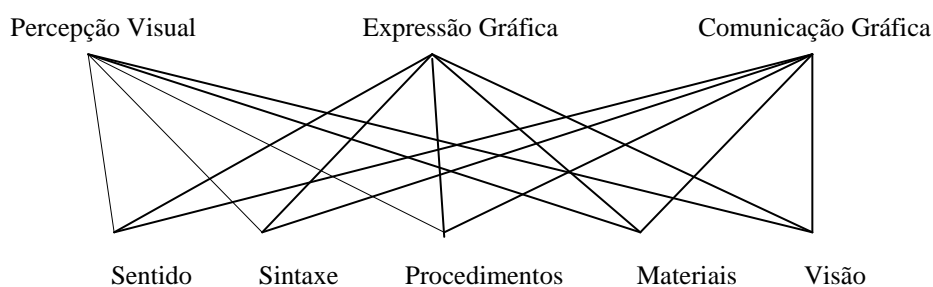 Percepção Visual Expressão Gráfica Comunicação Gráfica
Sentido Sintaxe Procedimentos Materiais Visão